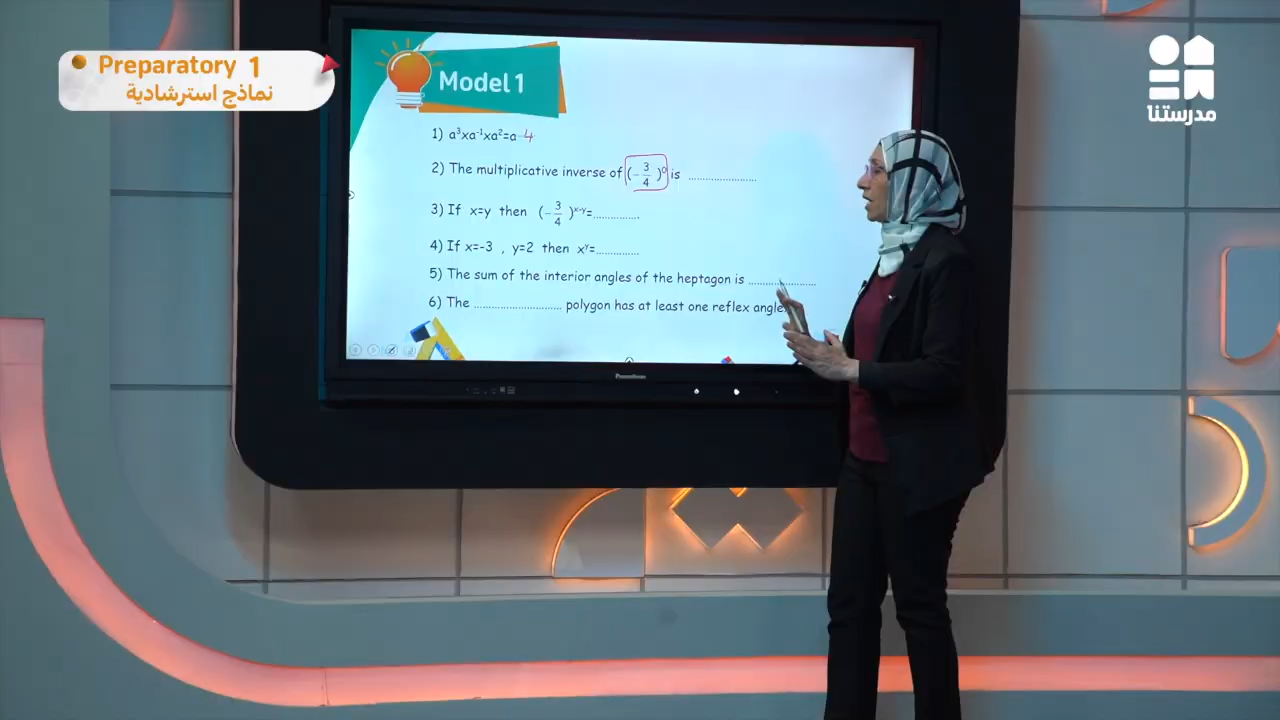 Preparatory 1
نماذج استرشادية
مدرستنا
Model 1
1) a³xa⁻¹xa²=a 4
2) The multiplicative inverse of (-3/4)⁰ is ......................
3) If x=y then (-3/4)ˣ⁻ʸ=...............
4) If x=-3 , y=2 then xʸ=..............
5) The sum of the interior angles of the heptagon is ......................
6) The ............................ polygon has at least one reflex angle